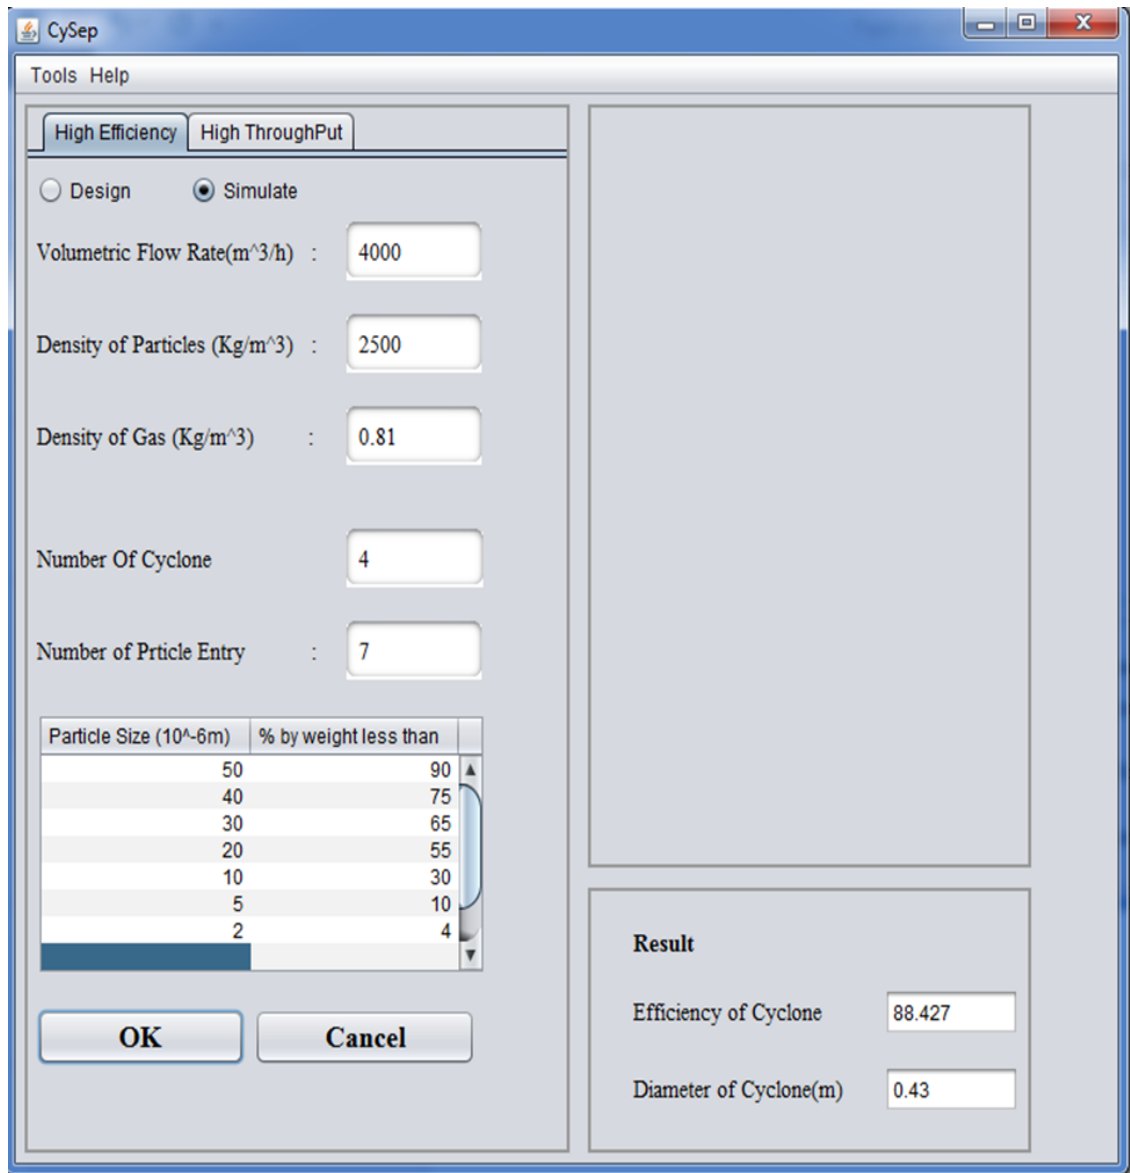 CySep
Tools Help
High Efficiency High ThroughPut
Design Simulate
Volumetric Flow Rate(m^3/h) : 4000
Density of Particles (Kg/m^3) : 2500
Density of Gas (Kg/m^3) : 0.81
Number Of Cyclone 4
Number of Prticle Entry : 7
Particle Size (10^-6m) % by weight less than
50 90
40 75
30 65
20 55
10 30
5 10
2 4
OK Cancel
Result
Efficiency of Cyclone 88.427
Diameter of Cyclone(m) 0.43